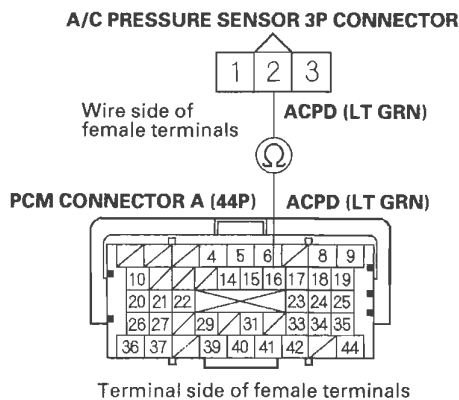 A/C PRESSURE SENSOR 3P CONNECTOR
1 2 3
Wire side of
female terminals
ACPD (LT GRN)
Ω
PCM CONNECTOR A (44P)
ACPD (LT GRN)
4 5 6 8 9
10 14 15 16 17 18 19
20 21 22 23 24 25
26 27 29 31 33 34 35
36 37 39 40 41 42 44
Terminal side of female terminals